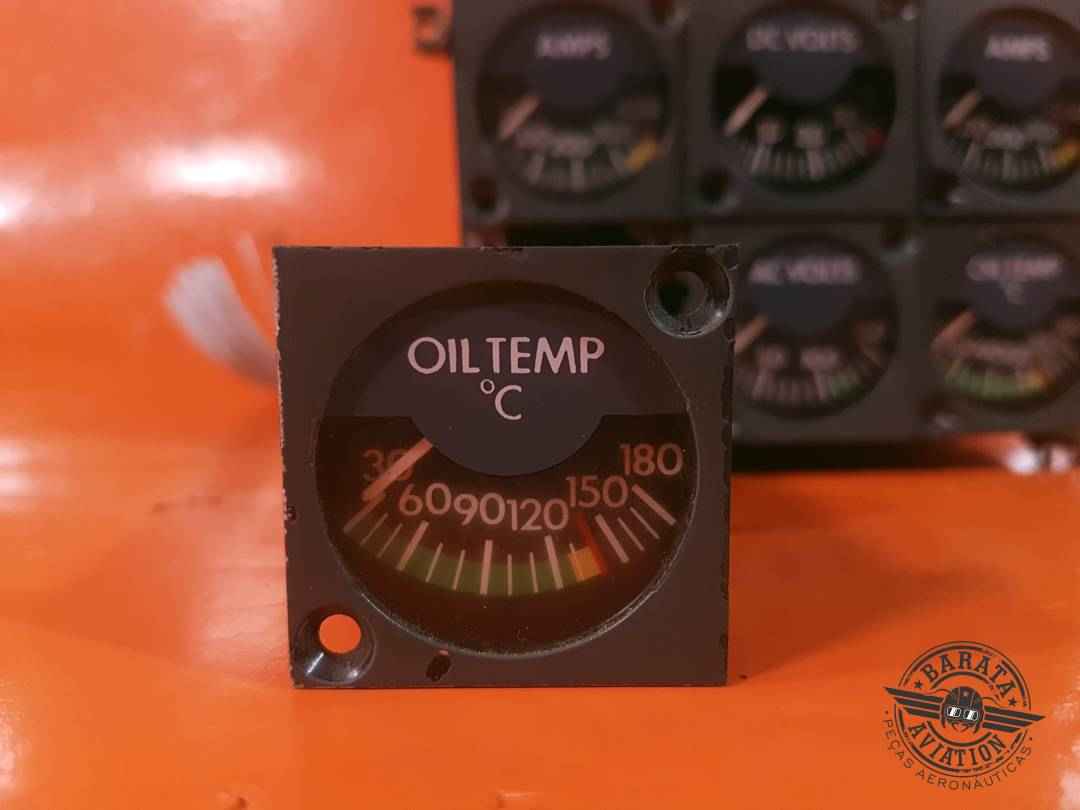 AMPS
DC VOLTS
AMPS
AC VOLTS
OIL TEMP
°C
OIL TEMP
°C
30
60 90 120 150 180
BARATA
AVIATION
PEÇAS AERONÁUTICAS